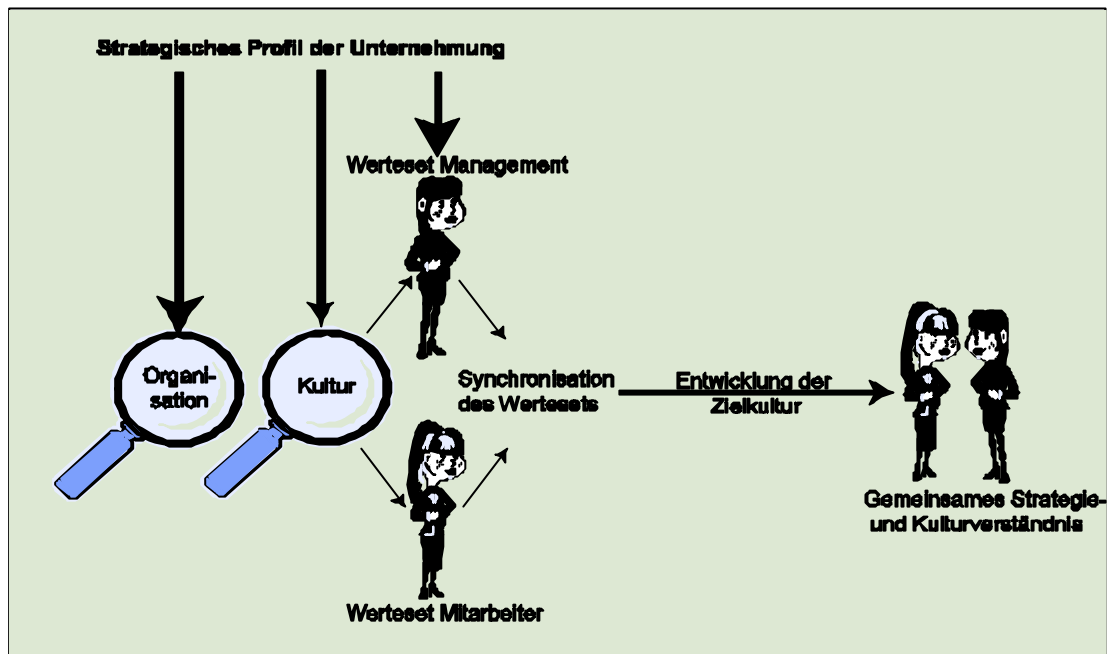 Strategisches Profil der Unternehmung
Werteset Management
Organi-
sation
Kultur
Synchronisation
des Wertesets
Entwicklung der
Zielkultur
Gemeinsames Strategie-
und Kulturverständnis
Werteset Mitarbeiter